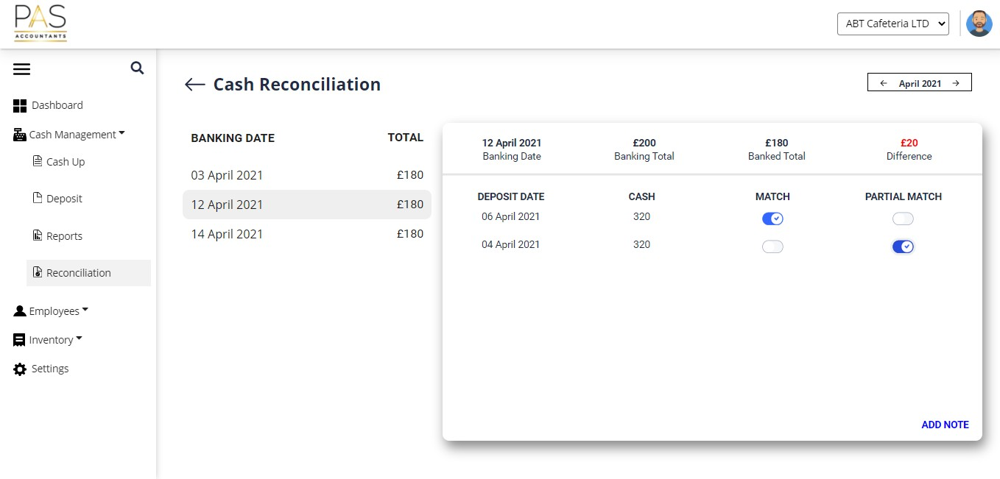 PAS
ACCOUNTANTS
ABT Cafeteria LTD
Dashboard
Cash Management
Cash Up
Deposit
Reports
Reconciliation
Employees
Inventory
Settings
Cash Reconciliation
April 2021
BANKING DATE TOTAL
03 April 2021 £180
12 April 2021 £180
14 April 2021 £180
12 April 2021 £200 £180 £20
Banking Date Banking Total Banked Total Difference
DEPOSIT DATE CASH MATCH PARTIAL MATCH
06 April 2021 320
04 April 2021 320
ADD NOTE